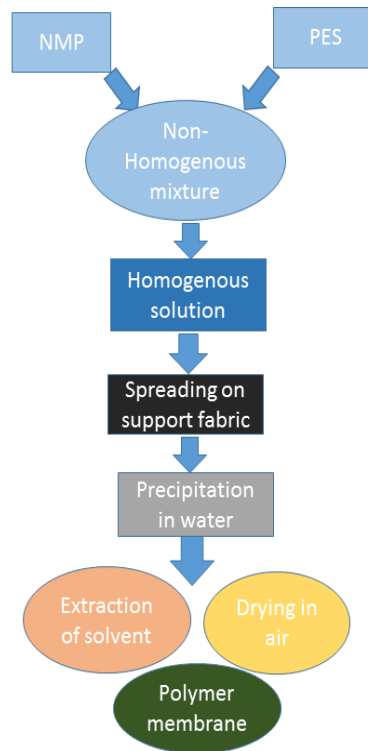 NMP
PES
Non-
Homogenous
mixture
Homogenous
solution
Spreading on
support fabric
Precipitation
in water
Extraction
of solvent
Drying in
air
Polymer
membrane